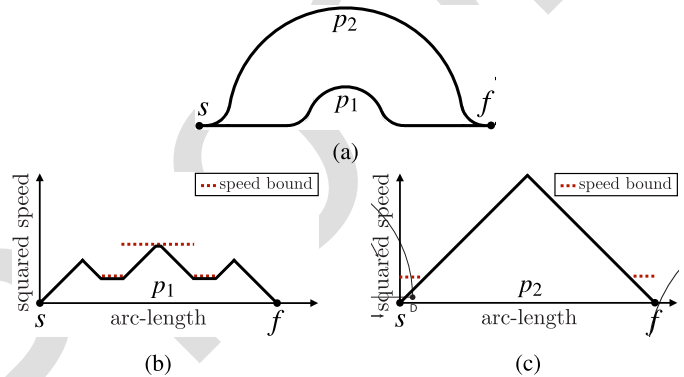 p2
s
p1
f
(a)
speed bound
squared speed
p1
s
arc-length
f
(b)
speed bound
squared speed
D
p2
s
arc-length
f
(c)